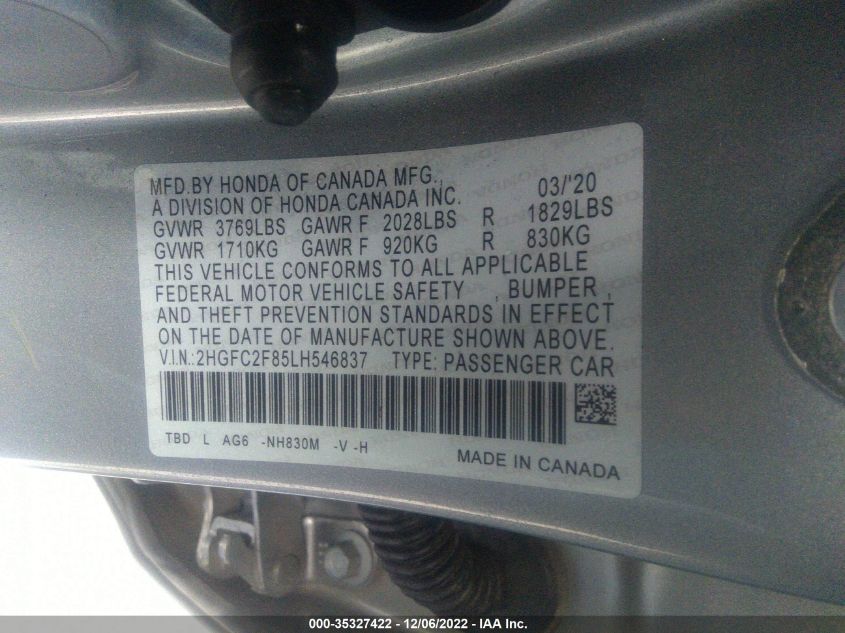 MFD.BY HONDA OF CANADA MFG., 03/'20
A DIVISION OF HONDA CANADA INC.
GVWR 3769LBS GAWR F 2028LBS R 1829LBS
GVWR 1710KG GAWR F 920KG R 830KG
THIS VEHICLE CONFORMS TO ALL APPLICABLE
FEDERAL MOTOR VEHICLE SAFETY , BUMPER ,
AND THEFT PREVENTION STANDARDS IN EFFECT
ON THE DATE OF MANUFACTURE SHOWN ABOVE.
V.I.N.:2HGFC2F85LH546837 TYPE: PASSENGER CAR
TBD L AG6 -NH830M -V -H
MADE IN CANADA
000-35327422 - 12/06/2022 - IAA Inc.